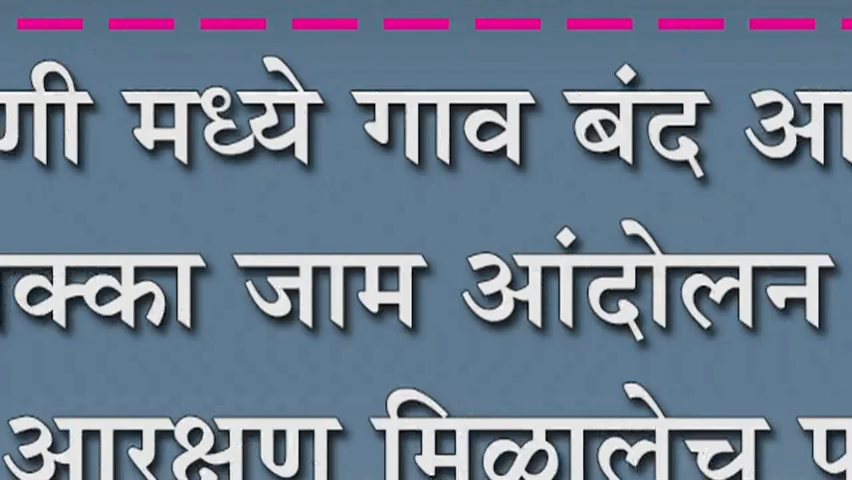 णी मध्ये गाव बंद आ
क्का जाम आंदोलन
आरक्षण मिळालेच प